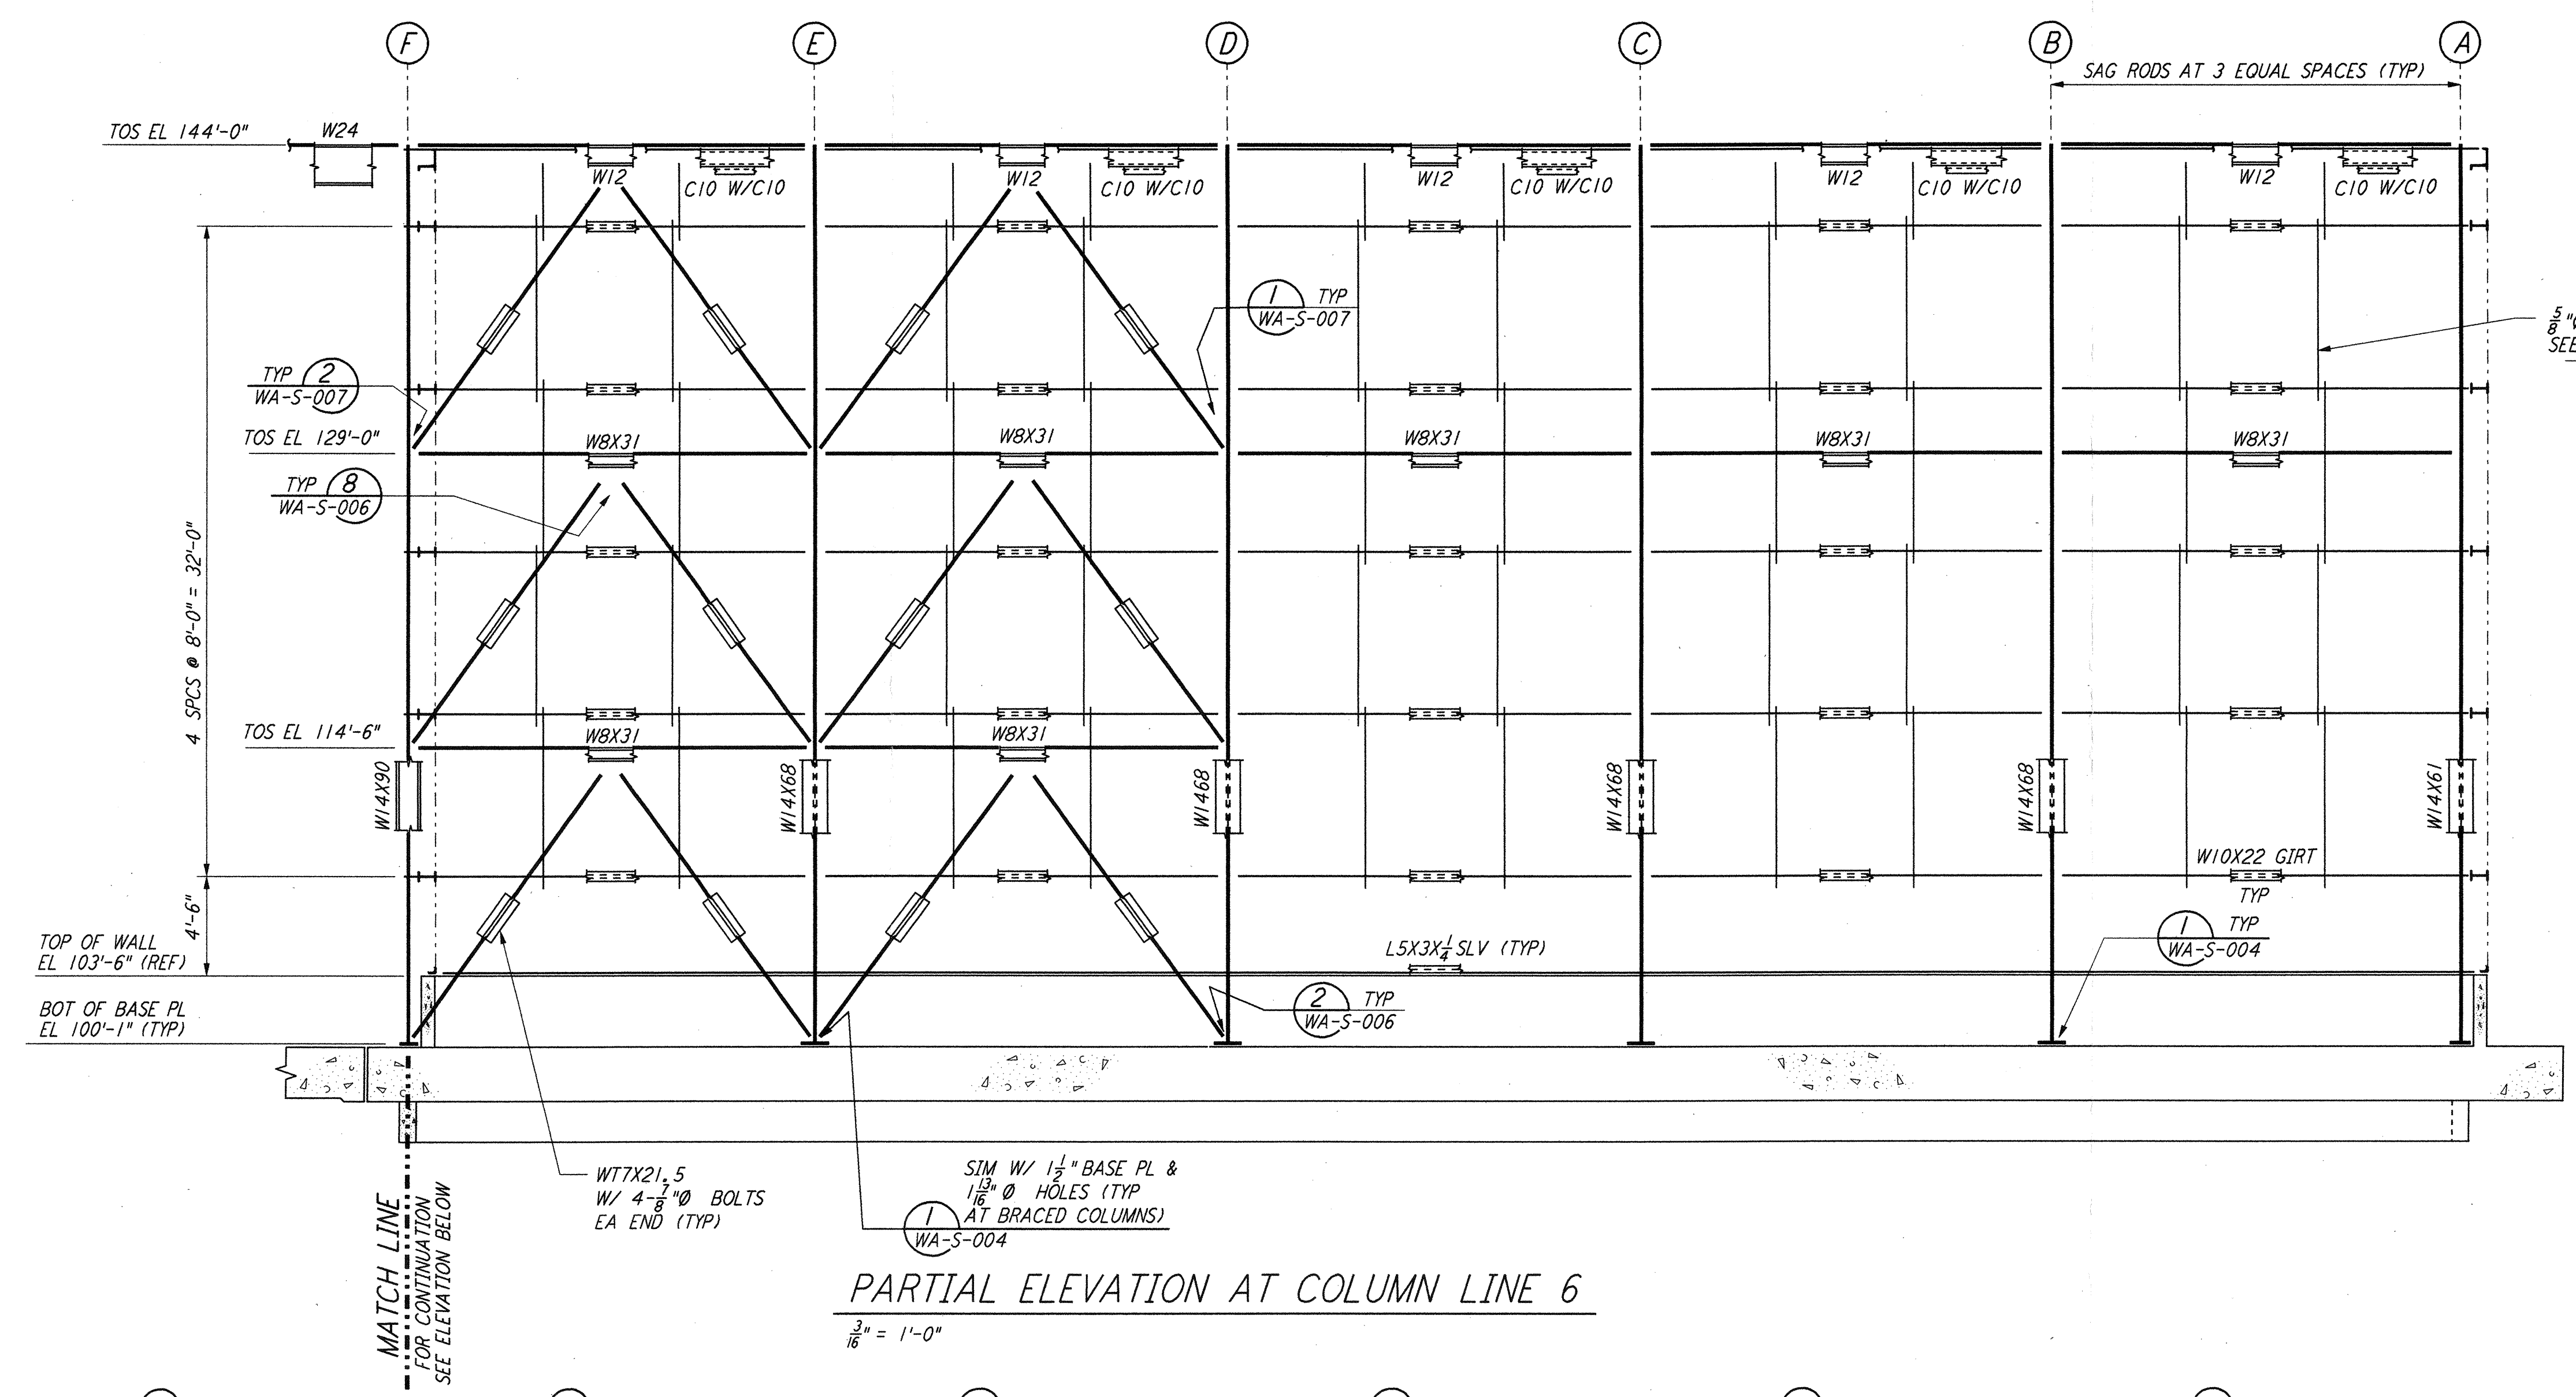 F
E
D
C
B
A
SAG RODS AT 3 EQUAL SPACES (TYP)
TOS EL 144'-0"
W24
W12
C10 W/C10
W12
C10 W/C10
W12
C10 W/C10
W12
C10 W/C10
W12
C10 W/C10
1 TYP
WA-S-007
5/8"Ø
SEE
TYP 2
WA-S-007
TOS EL 129'-0"
W8X31
W8X31
W8X31
W8X31
W8X31
TYP 8
WA-S-006
4 SPCS @ 8'-0" = 32'-0"
TOS EL 114'-6"
W8X31
W8X31
W14X90
W14X68
W1468
W14X68
W14X68
W14X61
W10X22 GIRT
TYP
4'-6"
TOP OF WALL
EL 103'-6" (REF)
L5X3X1/4 SLV (TYP)
1 TYP
WA-S-004
BOT OF BASE PL
EL 100'-1" (TYP)
2 TYP
WA-S-006
WT7X21.5
W/ 4-7/8"Ø BOLTS
EA END (TYP)
SIM W/ 1 1/2" BASE PL &
1 13/16" Ø HOLES (TYP
AT BRACED COLUMNS)
1
WA-S-004
MATCH LINE
FOR CONTINUATION
SEE ELEVATION BELOW
PARTIAL ELEVATION AT COLUMN LINE 6
3/16" = 1'-0"